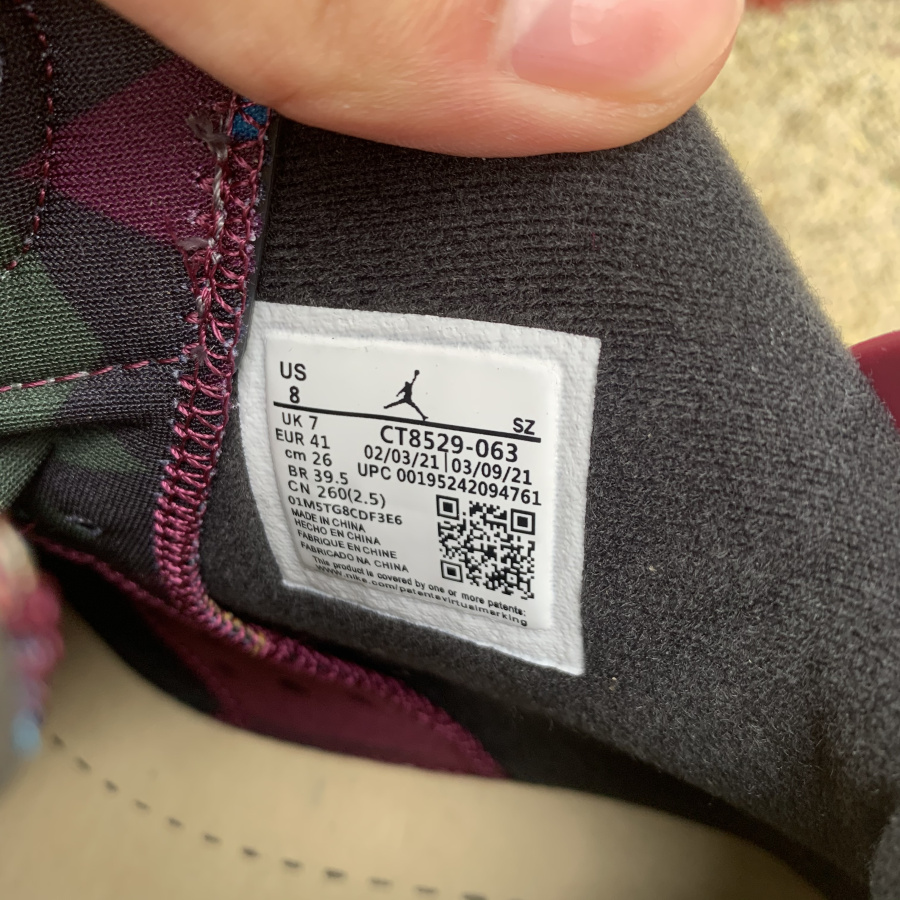 US
8
SZ
UK 7
CT8529-063
EUR 41
02/03/21 | 03/09/21
cm 26
UPC 00195242094761
BR 39.5
CN 260(2.5)
01M5TG8CDF3E6
MADE IN CHINA
HECHO EN CHINA
FABRIQUE EN CHINE
FABRICADO NA CHINA
This product is covered by one or more patents:
www.nike.com/patentsvirtualmarking